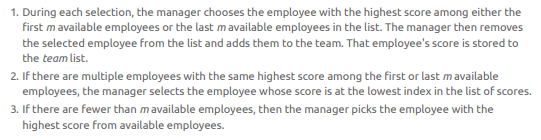 1. During each selection, the manager chooses the employee with the highest score among either the
first m available employees or the last m available employees in the list. The manager then removes
the selected employee from the list and adds them to the team. That employee's score is stored to
the team list.
2. If there are multiple employees with the same highest score among the first or last m available
employees, the manager selects the employee whose score is at the lowest index in the list of scores.
3. If there are fewer than m available employees, then the manager picks the employee with the
highest score from available employees.